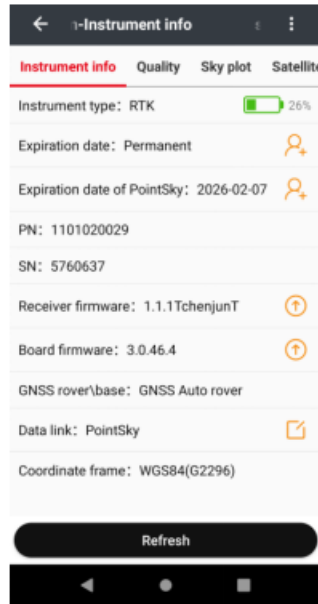 -Instrument info
Instrument info Quality Sky plot Satellite
Instrument type: RTK 26%
Expiration date: Permanent
Expiration date of PointSky: 2026-02-07
PN: 1101020029
SN: 5760637
Receiver firmware: 1.1.1TchenjunT
Board firmware: 3.0.46.4
GNSS rover\base: GNSS Auto rover
Data link: PointSky
Coordinate frame: WGS84(G2296)
Refresh